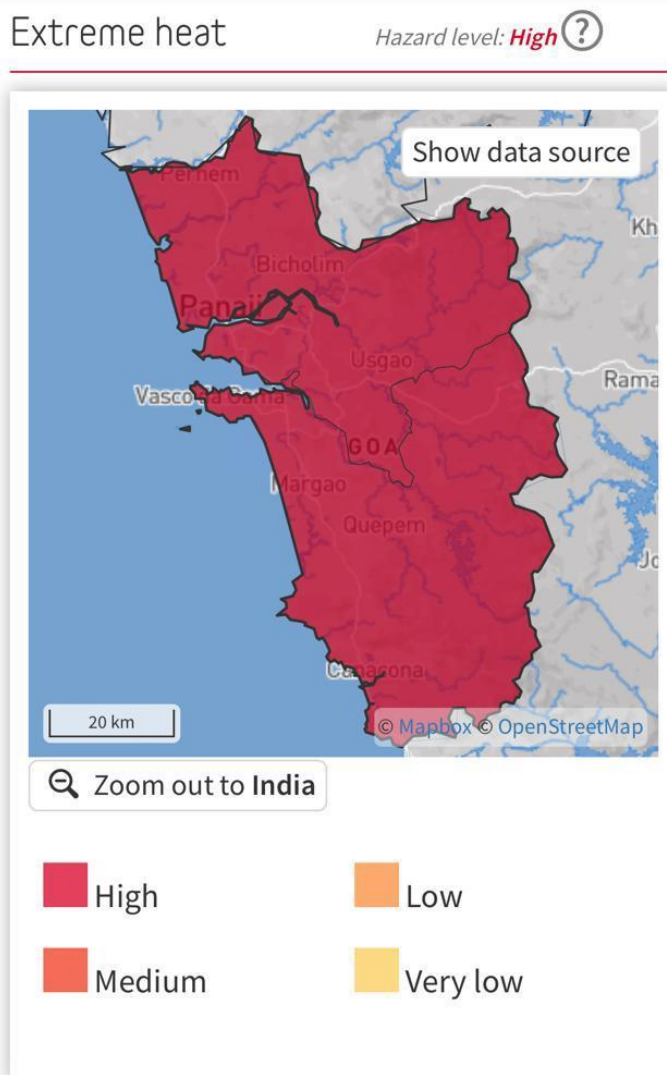 Extreme heat
Hazard level: High ?
Show data source
Pernem
Kh
Bicholim
Panaji
Usgao
Rama
Vasco da Gama
GOA
Margao
Quepem
Jo
Canacona
20 km
© Mapbox © OpenStreetMap
Zoom out to India
High
Low
Medium
Very low